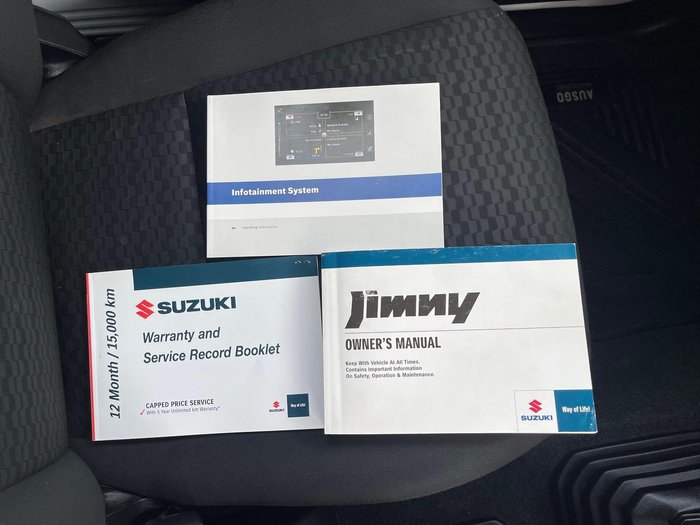 AUSGO
Infotainment System
Operating Instructions
12 Month / 15,000 km
SUZUKI
Warranty and
Service Record Booklet
CAPPED PRICE SERVICE
With 5 Year Unlimited km Warranty*
SUZUKI
Way of Life!
Jimny
OWNER'S MANUAL
Keep With Vehicle At All Times.
Contains Important Information
On Safety, Operation & Maintenance.
SUZUKI
Way of Life!